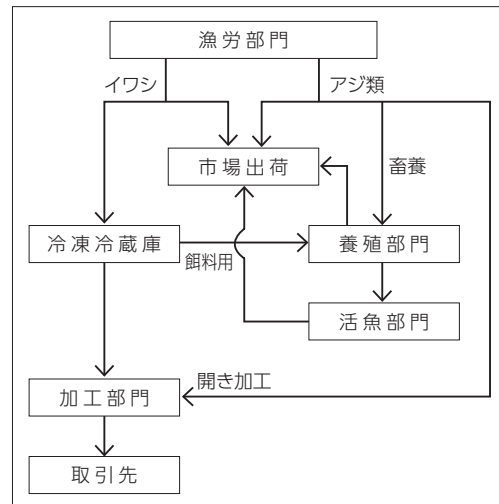 漁労部門
イワシ
アジ類
市場出荷
畜養
冷凍冷蔵庫
餌料用
養殖部門
活魚部門
開き加工
加工部門
取引先